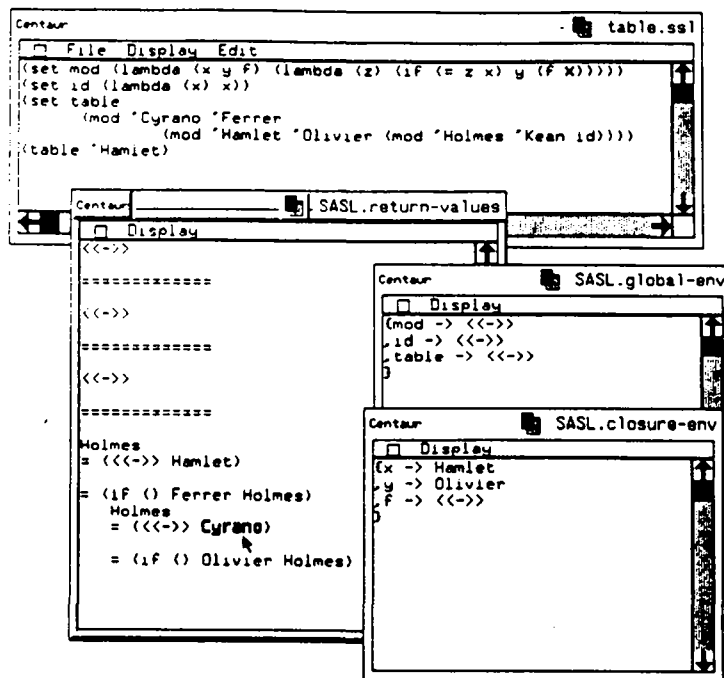 Centaur table.ssl
File Display Edit
(set mod (lambda (x y f) (lambda (z) (if (= z x) y (f X)))))
(set id (lambda (x) x))
(set table
(mod 'Cyrano 'Ferrer
(mod 'Hamlet 'Olivier (mod 'Holmes 'Kean id))))
(table 'Hamlet)
Centaur SASL.return-values
Display
<<->>
=============
<<->>
=============
<<->>
=============
Holmes
= (<<->> Hamlet)
= (if () Ferrer Holmes)
Holmes
= (<<->> Cyrano)
= (if () Olivier Holmes)
Centaur SASL.global-env
Display
{mod -> <<->>
,id -> <<->>
,table -> <<->>
}
Centaur SASL.closure-env
Display
{x -> Hamlet
,y -> Olivier
,f -> <<->>
}